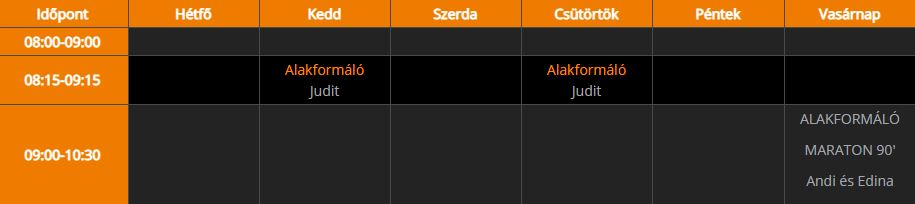 Időpont Hétfő Kedd Szerda Csütörtök Péntek Vasárnap
08:00-09:00
08:15-09:15 Alakformáló Alakformáló
Judit Judit
09:00-10:30 ALAKFORMÁLÓ
MARATON 90'
Andi és Edina